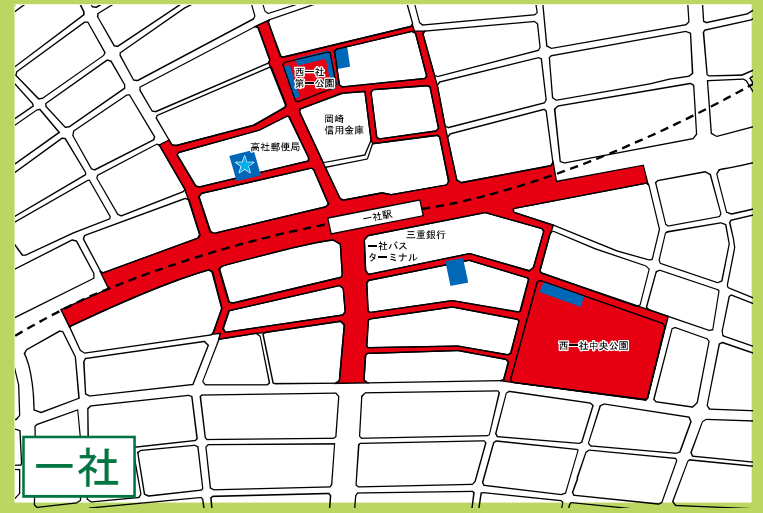 西一社
第一公園
岡崎
信用金庫
高社郵便局
一社駅
三重銀行
一社バス
ターミナル
西一社中央公園
一社